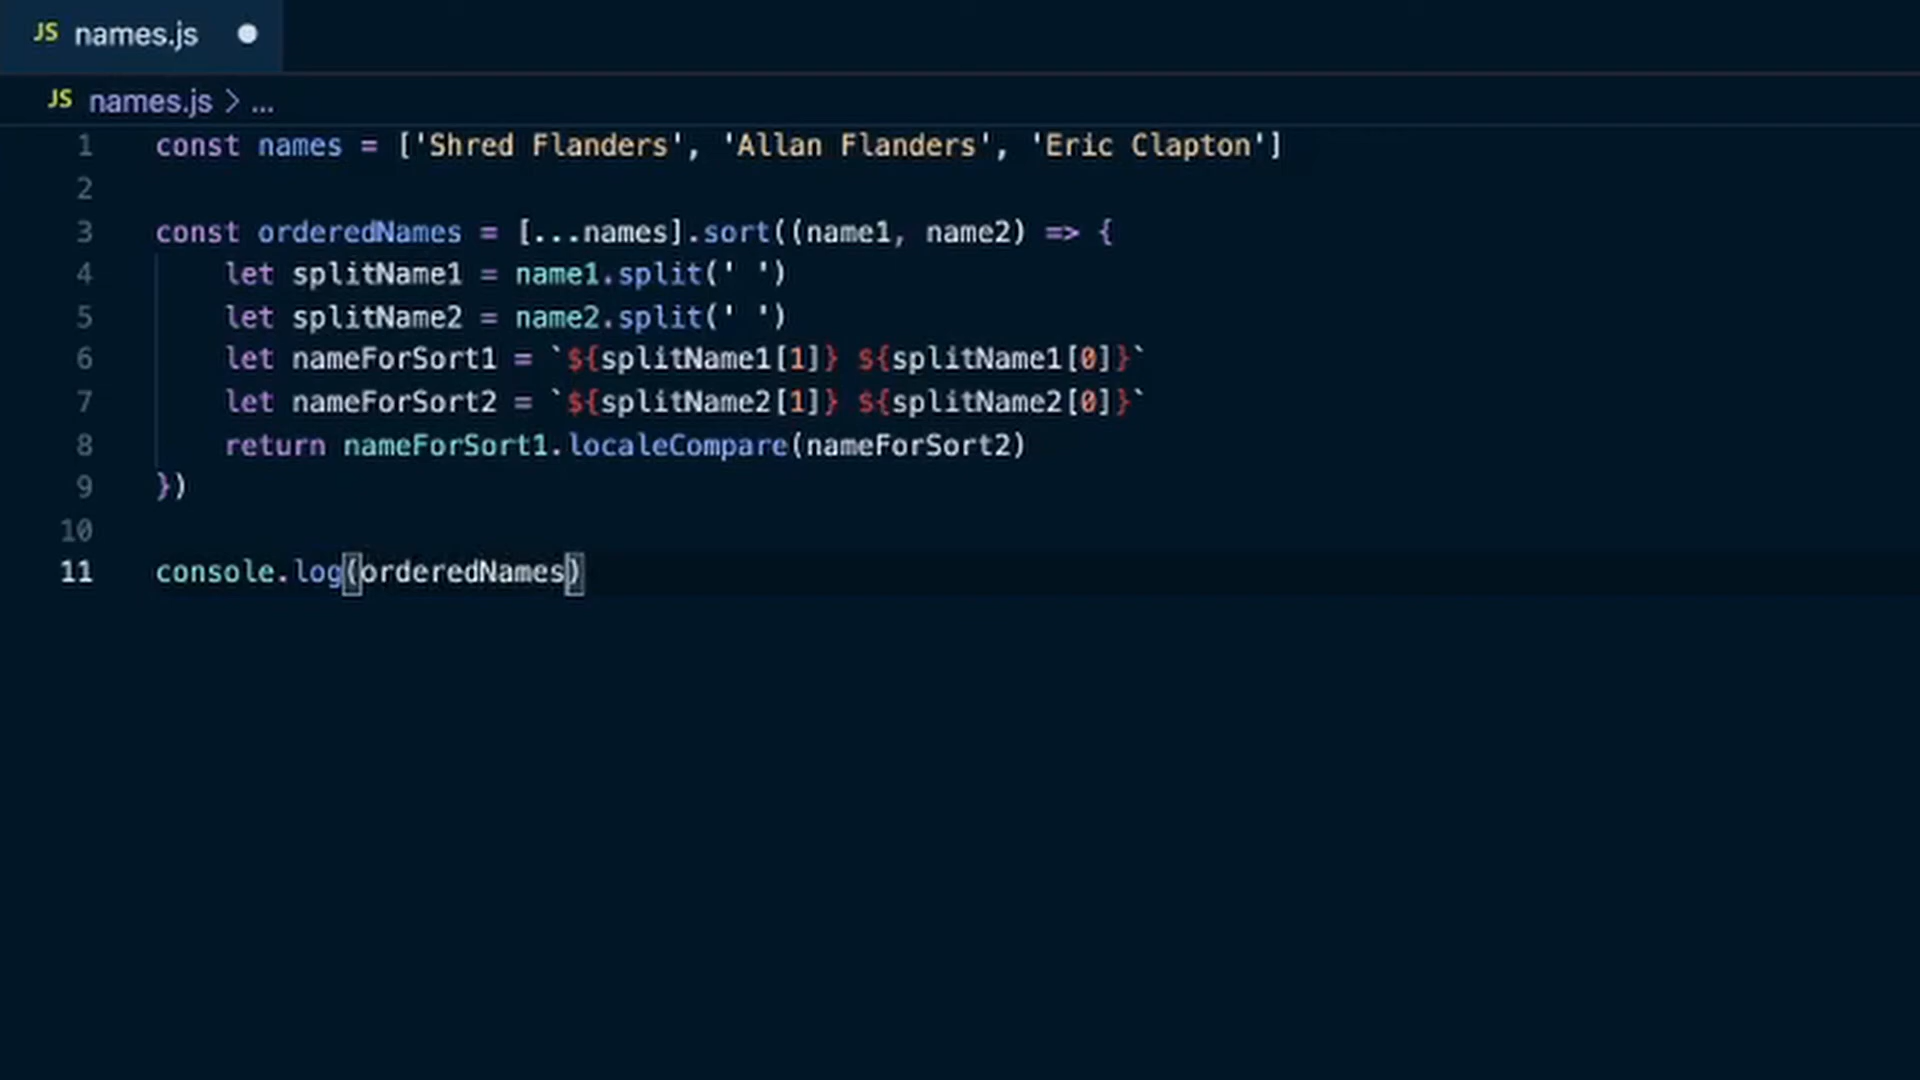 JS names.js
JS names.js > ...
1 const names = ['Shred Flanders', 'Allan Flanders', 'Eric Clapton']
2
3 const orderedNames = [...names].sort((name1, name2) => {
4     let splitName1 = name1.split(' ')
5     let splitName2 = name2.split(' ')
6     let nameForSort1 = `${splitName1[1]} ${splitName1[0]}`
7     let nameForSort2 = `${splitName2[1]} ${splitName2[0]}`
8     return nameForSort1.localeCompare(nameForSort2)
9 })
10
11 console.log(orderedNames)